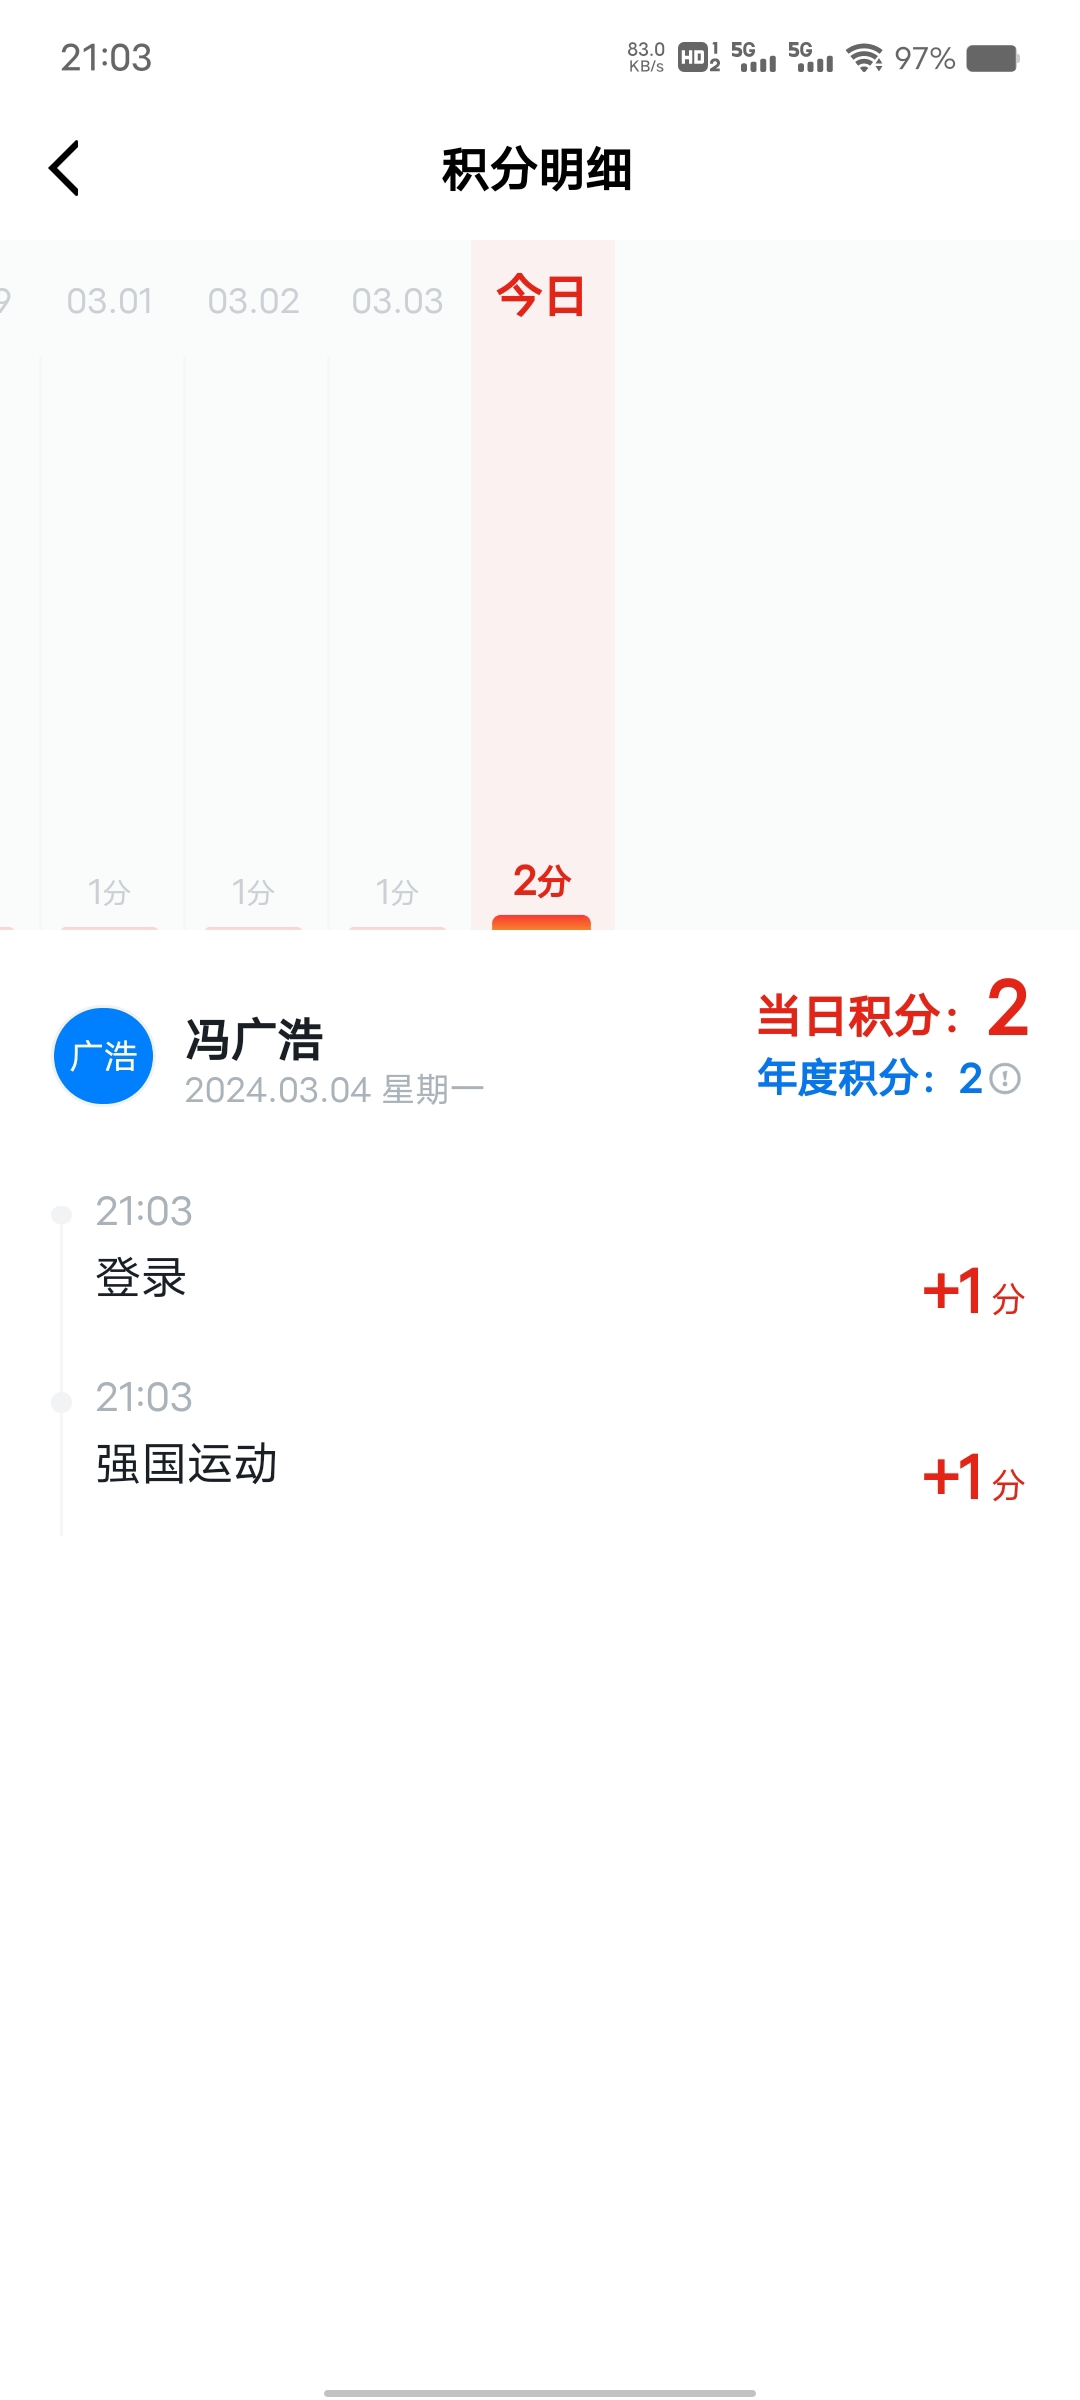 21:03 83.0 KB/s HD 1 2 5G 5G 97%
积分明细
9 03.01 03.02 03.03 今日
1分 1分 1分 2分
广浩 冯广浩 当日积分：2
2024.03.04 星期一 年度积分：2
21:03
登录 +1分
21:03
强国运动 +1分